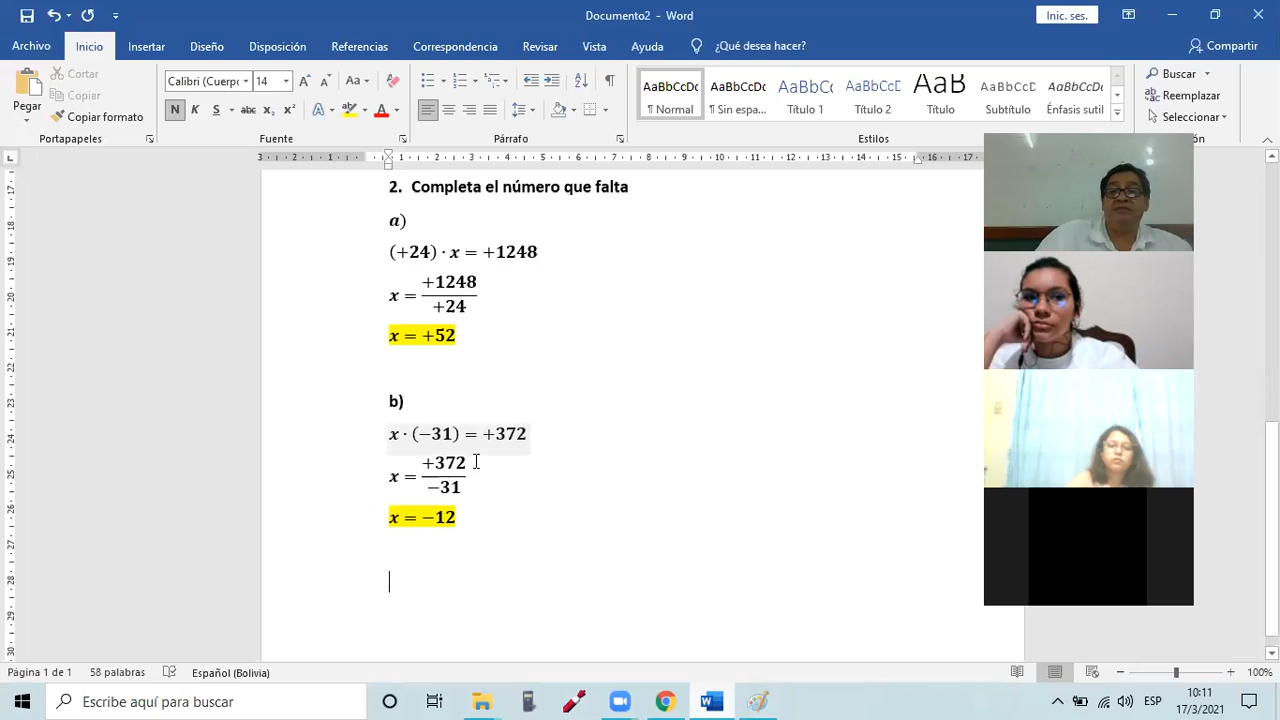 Documento2 - Word
Inic. ses.
Archivo Inicio Insertar Diseño Disposición Referencias Correspondencia Revisar Vista Ayuda ¿Qué desea hacer? Compartir
Pegar
Cortar
Copiar
Copiar formato
Portapapeles
Calibri (Cuerpo 14
Fuente
Párrafo
AaBbCcDc AaBbCcDc AaBbC AaBbCcC AaB AaBbCcD AaBbCcDc
¶ Normal ¶ Sin espa... Título 1 Título 2 Título Subtítulo Énfasis sutil
Estilos
Buscar
Reemplazar
Seleccionar
2. Completa el número que falta
a)
(+24) · x = +1248
x = +1248/+24
x = +52
b)
x · (−31) = +372
x = +372/−31
x = −12
Página 1 de 1 58 palabras Español (Bolivia) 100%
Escribe aquí para buscar
ESP
10:11
17/3/2021